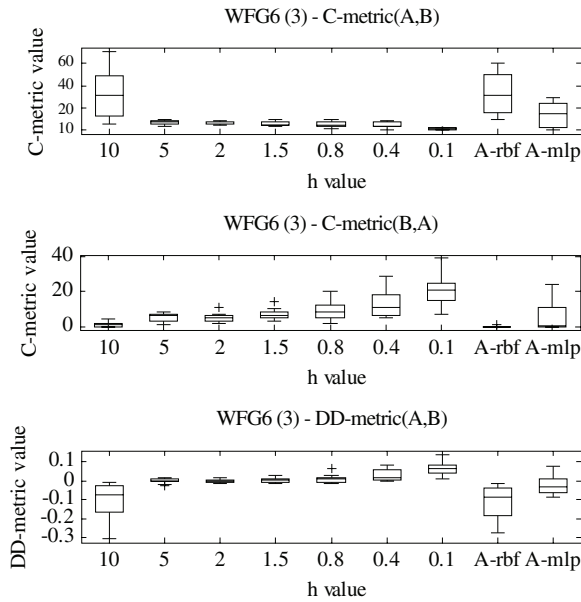 WFG6 (3) - C-metric(A,B)
C-metric value
60
40
20
10
10 5 2 1.5 0.8 0.4 0.1 A-rbf A-mlp
h value
WFG6 (3) - C-metric(B,A)
C-metric value
40
20
0
10 5 2 1.5 0.8 0.4 0.1 A-rbf A-mlp
h value
WFG6 (3) - DD-metric(A,B)
DD-metric value
0.1
0
-0.1
-0.2
-0.3
10 5 2 1.5 0.8 0.4 0.1 A-rbf A-mlp
h value